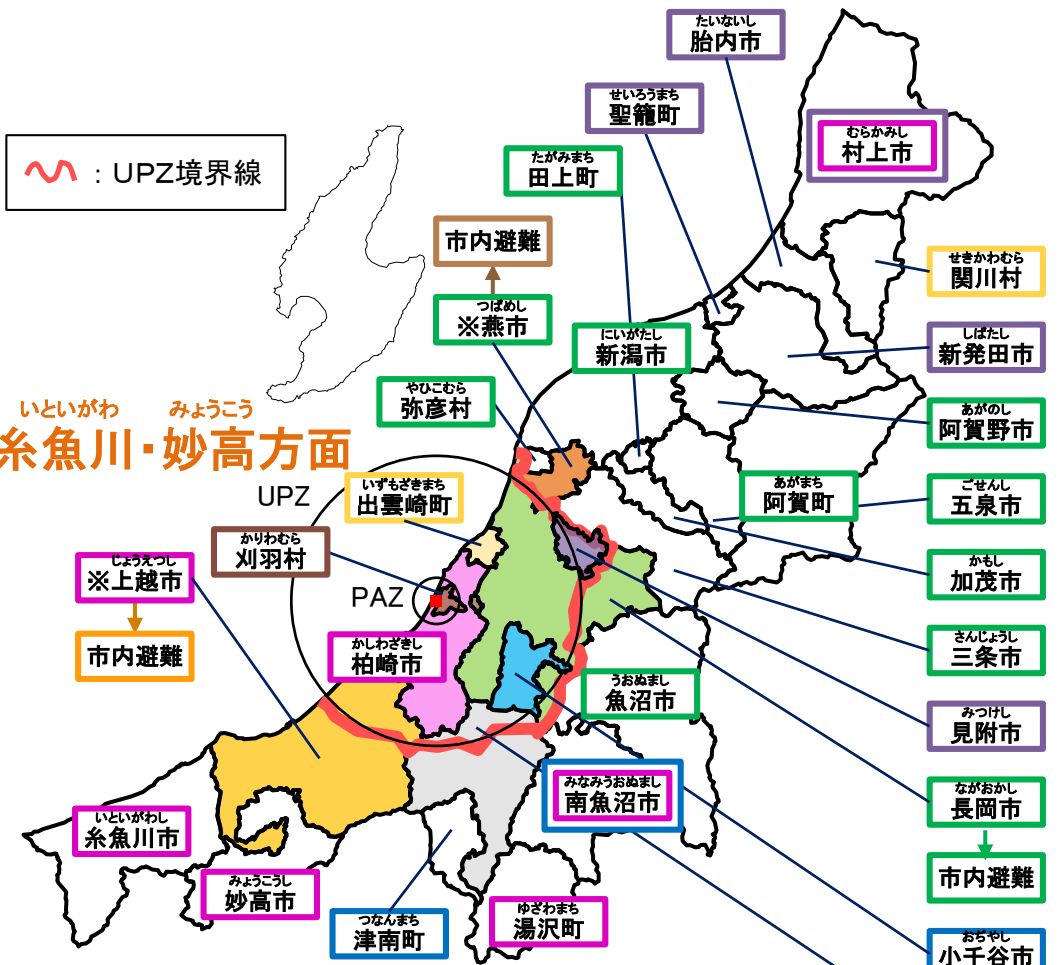 たいないし
胎内市
せいろうまち
聖籠町
むらかみし
村上市
:UPZ境界線
たがみまち
田上町
市内避難
せきかわむら
関川村
つばめし
※燕市
にいがたし
新潟市
しばたし
新発田市
やひこむら
弥彦村
あがのし
阿賀野市
いといがわ みょうこう
糸魚川・妙高方面
UPZ
いずもざきまち
出雲崎町
あがまち
阿賀町
ごせんし
五泉市
かりわむら
刈羽村
じょうえつし
※上越市
PAZ
かもし
加茂市
市内避難
かしわざきし
柏崎市
さんじょうし
三条市
うおぬまし
魚沼市
みつけし
見附市
みなみうおぬまし
南魚沼市
ながおかし
長岡市
いといがわし
糸魚川市
市内避難
みょうこうし
妙高市
つなんまち
津南町
ゆざわまち
湯沢町
おぢやし
小千谷市